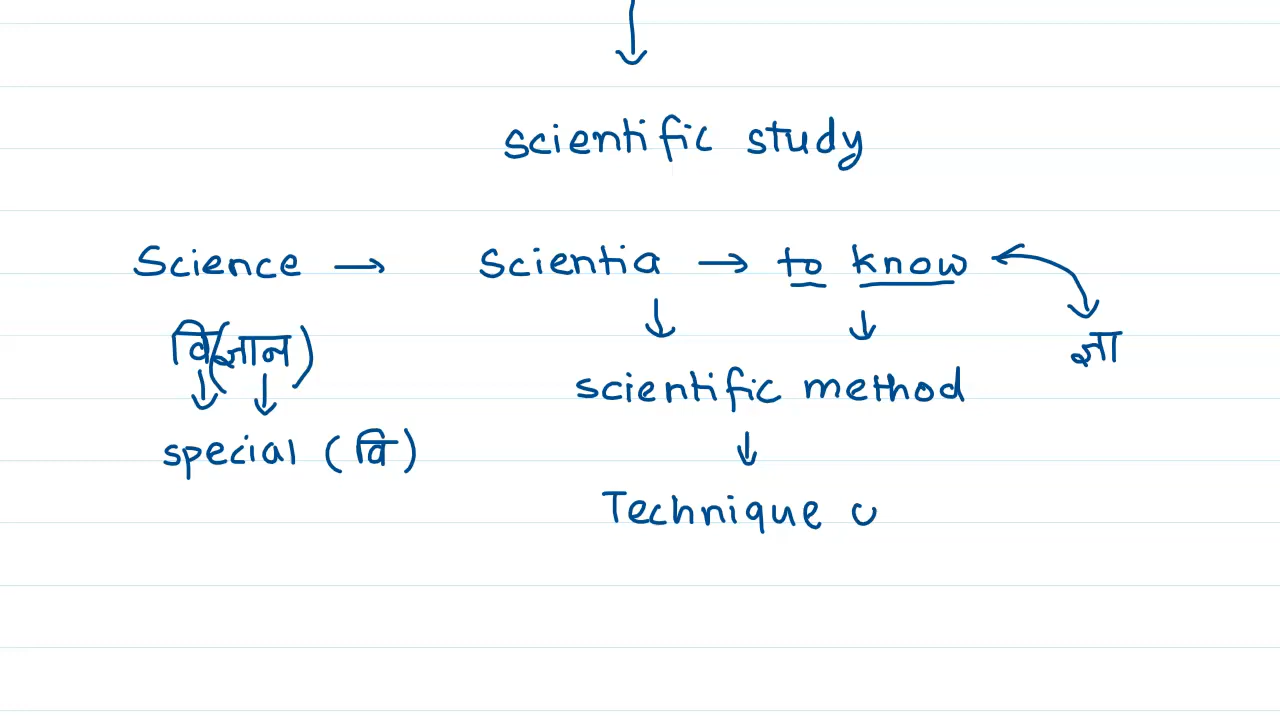 scientific study
Science → Scientia → to know
वि(ज्ञान) ज्ञा
scientific method
special (वि)
Technique